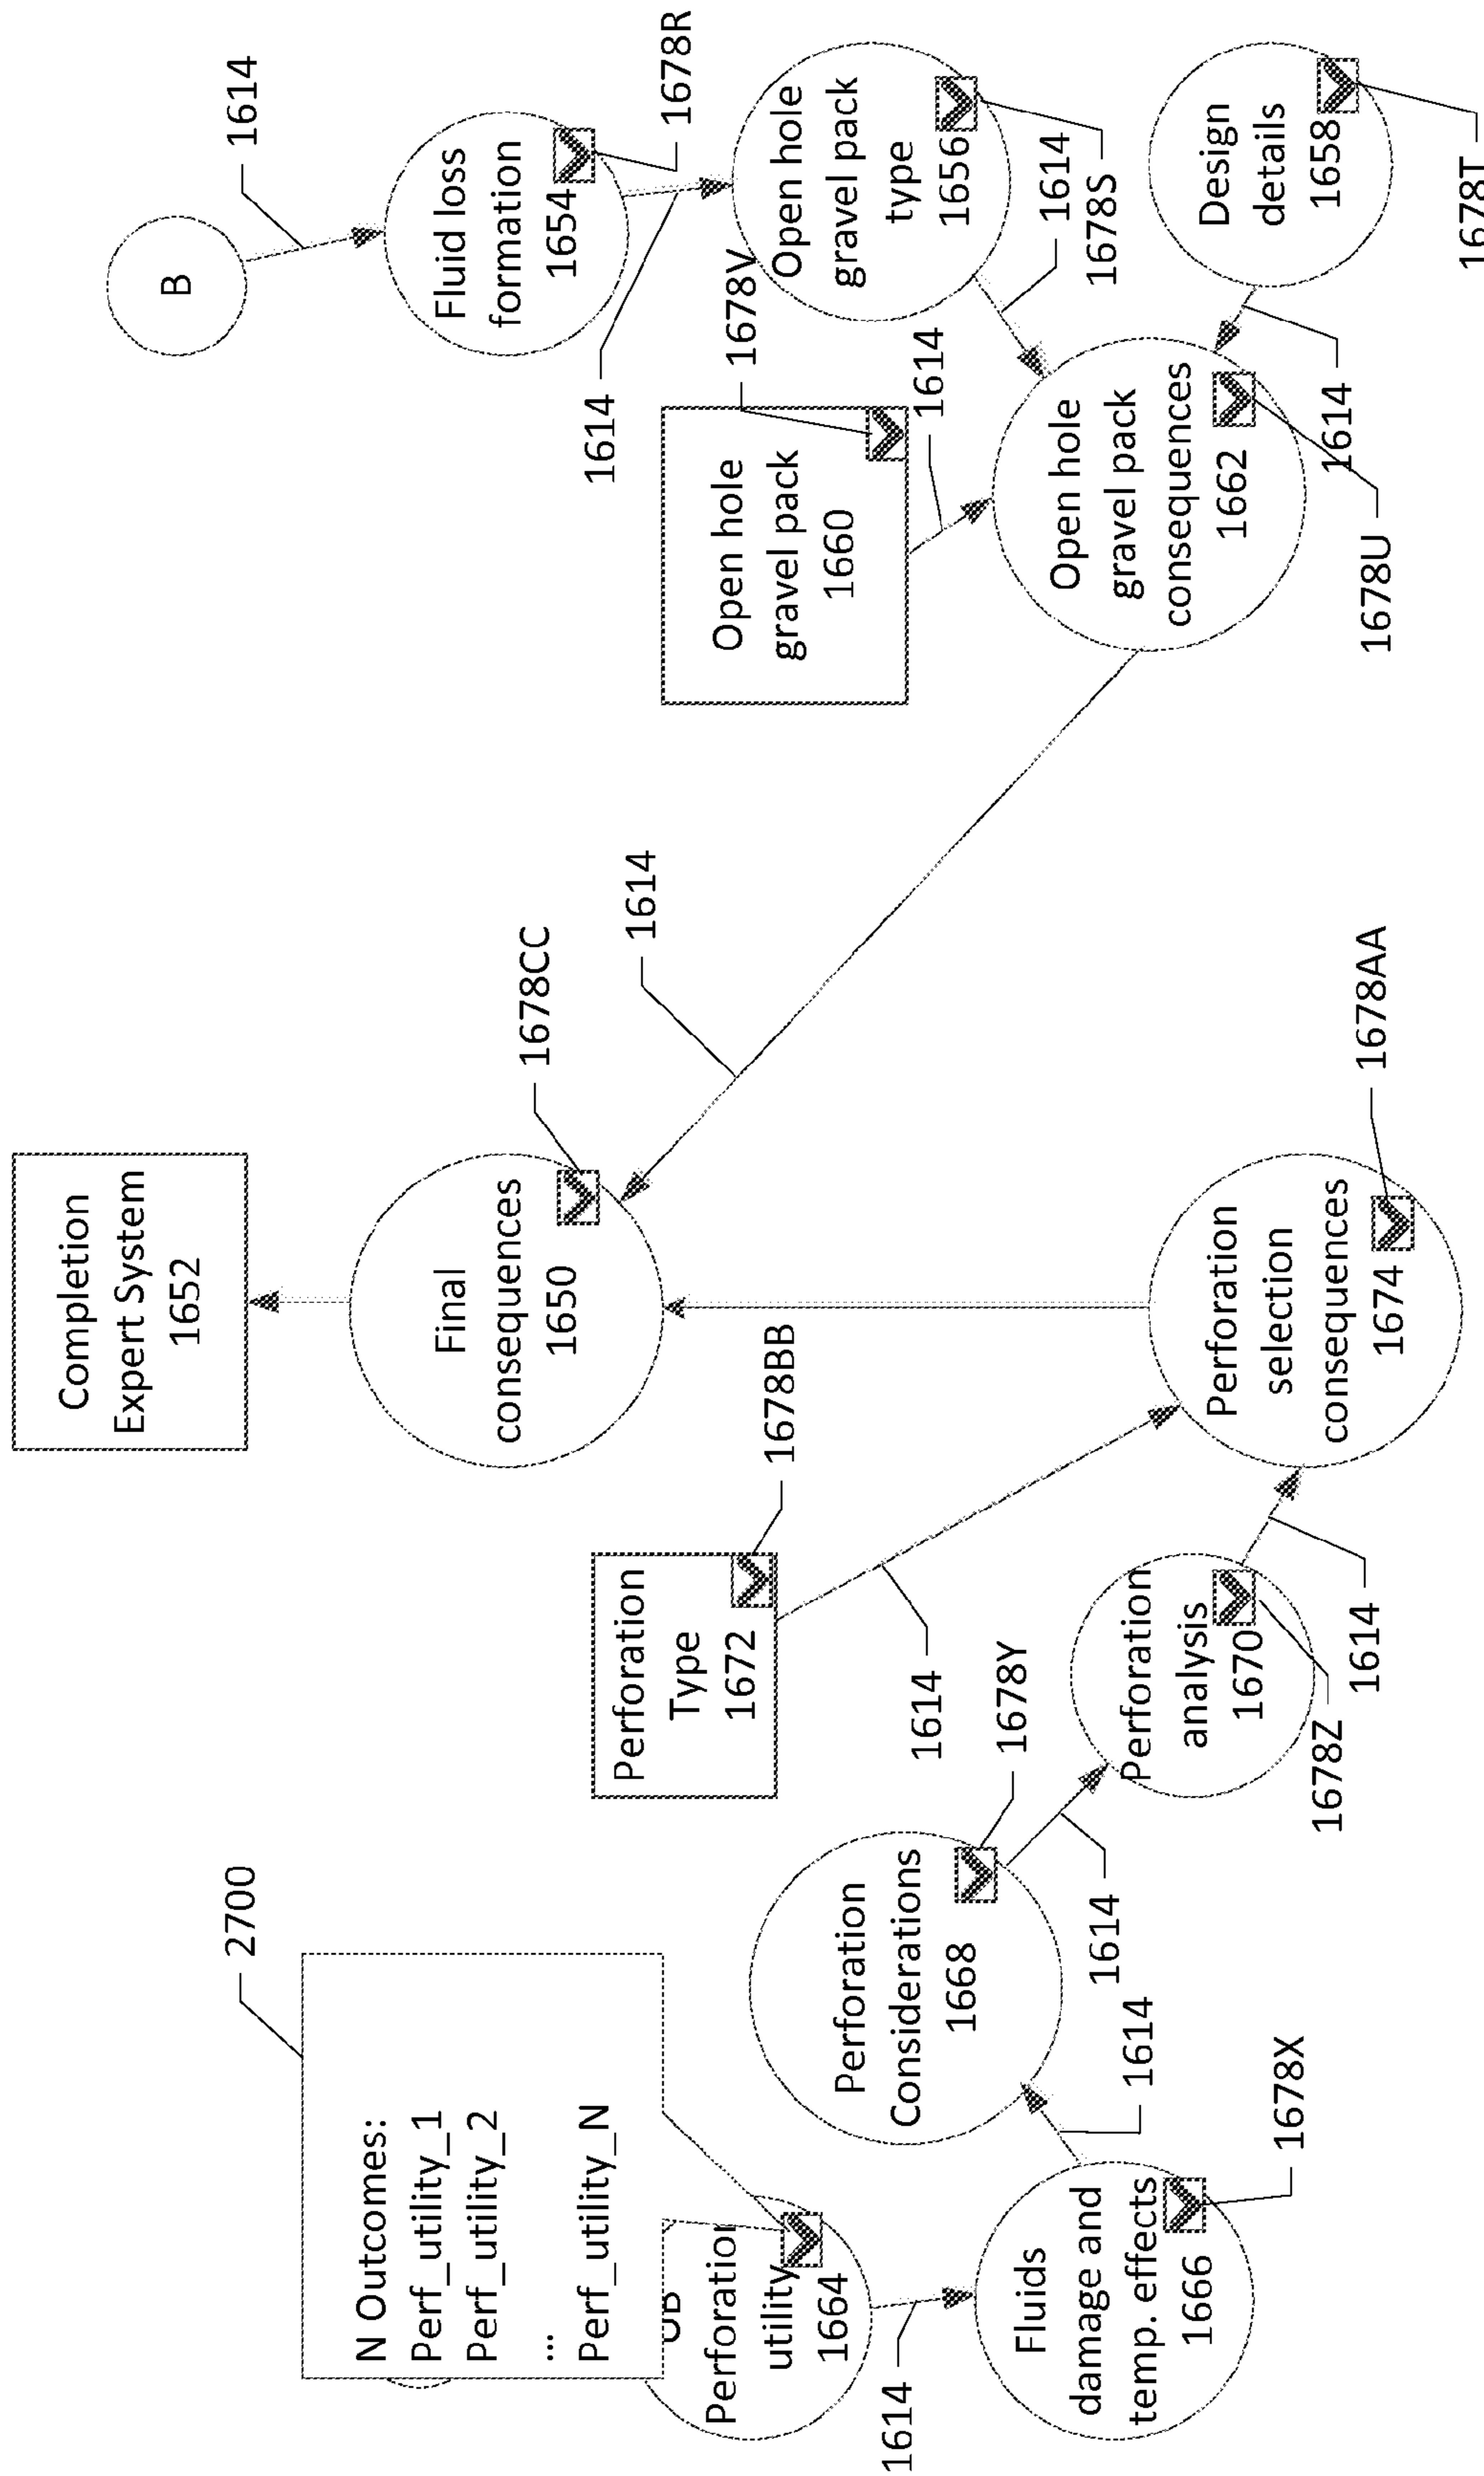 2700
N Outcomes:
Perf_utility_1
Perf_utility_2
...
Perf_utility_N
Perforation
utility
1664
1614
Fluids
damage and
temp. effects
1666
1678X
1614
Perforation
Considerations
1668
1678Y
1614
Perforation
analysis
1670
1678Z
1614
Perforation
Type
1672
1678BB
1614
Perforation
selection
consequences
1674
1678AA
Completion
Expert System
1652
Final
consequences
1650
1678CC
1614
B
1614
Fluid loss
formation
1654
1678R
1614
Open hole
gravel pack
type
1656
1678S
1614
Open hole
gravel pack
1660
1678V
1614
Open hole
gravel pack
consequences
1662
1678U
1614
Design
details
1658
1678T